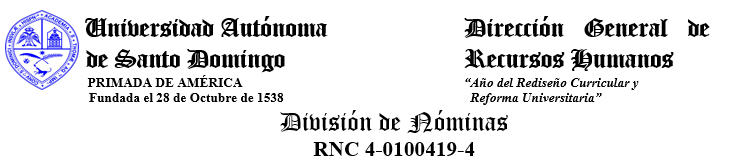 Universidad Autónoma
de Santo Domingo
PRIMADA DE AMÉRICA
Fundada el 28 de Octubre de 1538
Dirección General de
Recursos Humanos
“Año del Rediseño Curricular y
Reforma Universitaria”
División de Nóminas
RNC 4-0100419-4